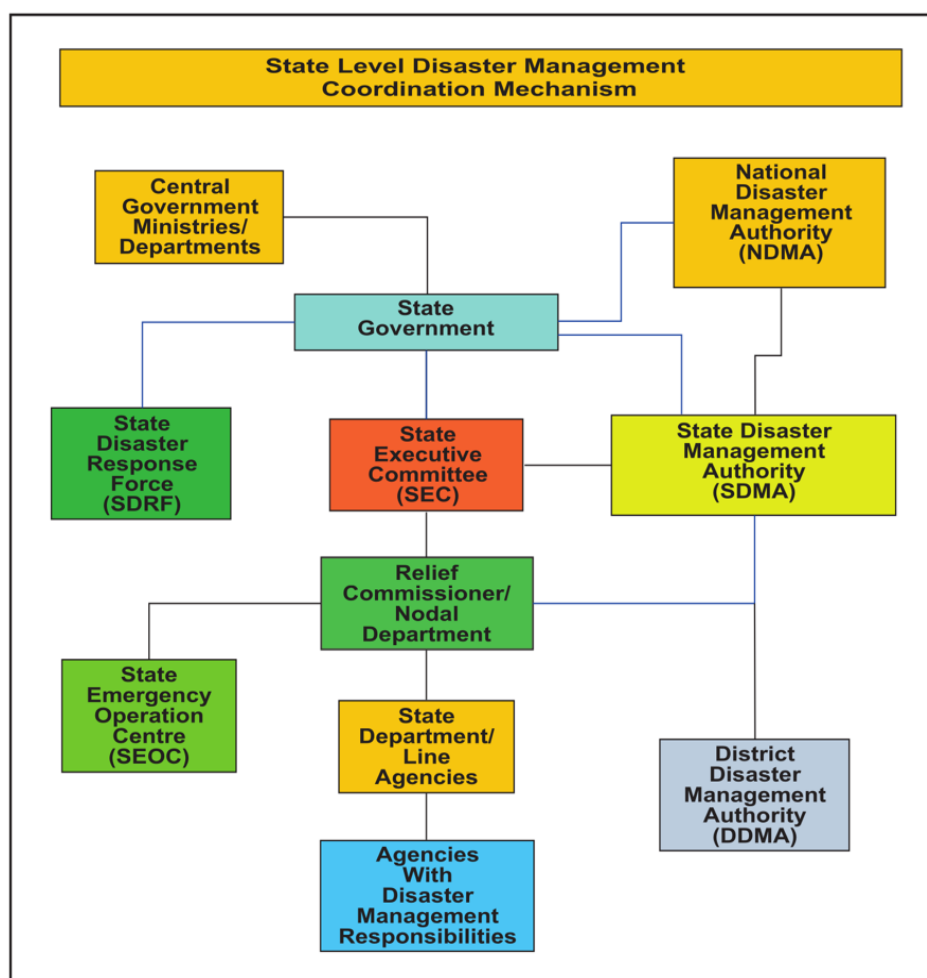 State Level Disaster Management
Coordination Mechanism
Central
Government
Ministries/
Departments
National
Disaster
Management
Authority
(NDMA)
State
Government
State
Disaster
Response
Force
(SDRF)
State
Executive
Committee
(SEC)
State Disaster
Management
Authority
(SDMA)
Relief
Commissioner/
Nodal
Department
State
Emergency
Operation
Centre
(SEOC)
State
Department/
Line
Agencies
District
Disaster
Management
Authority
(DDMA)
Agencies
With
Disaster
Management
Responsibilities